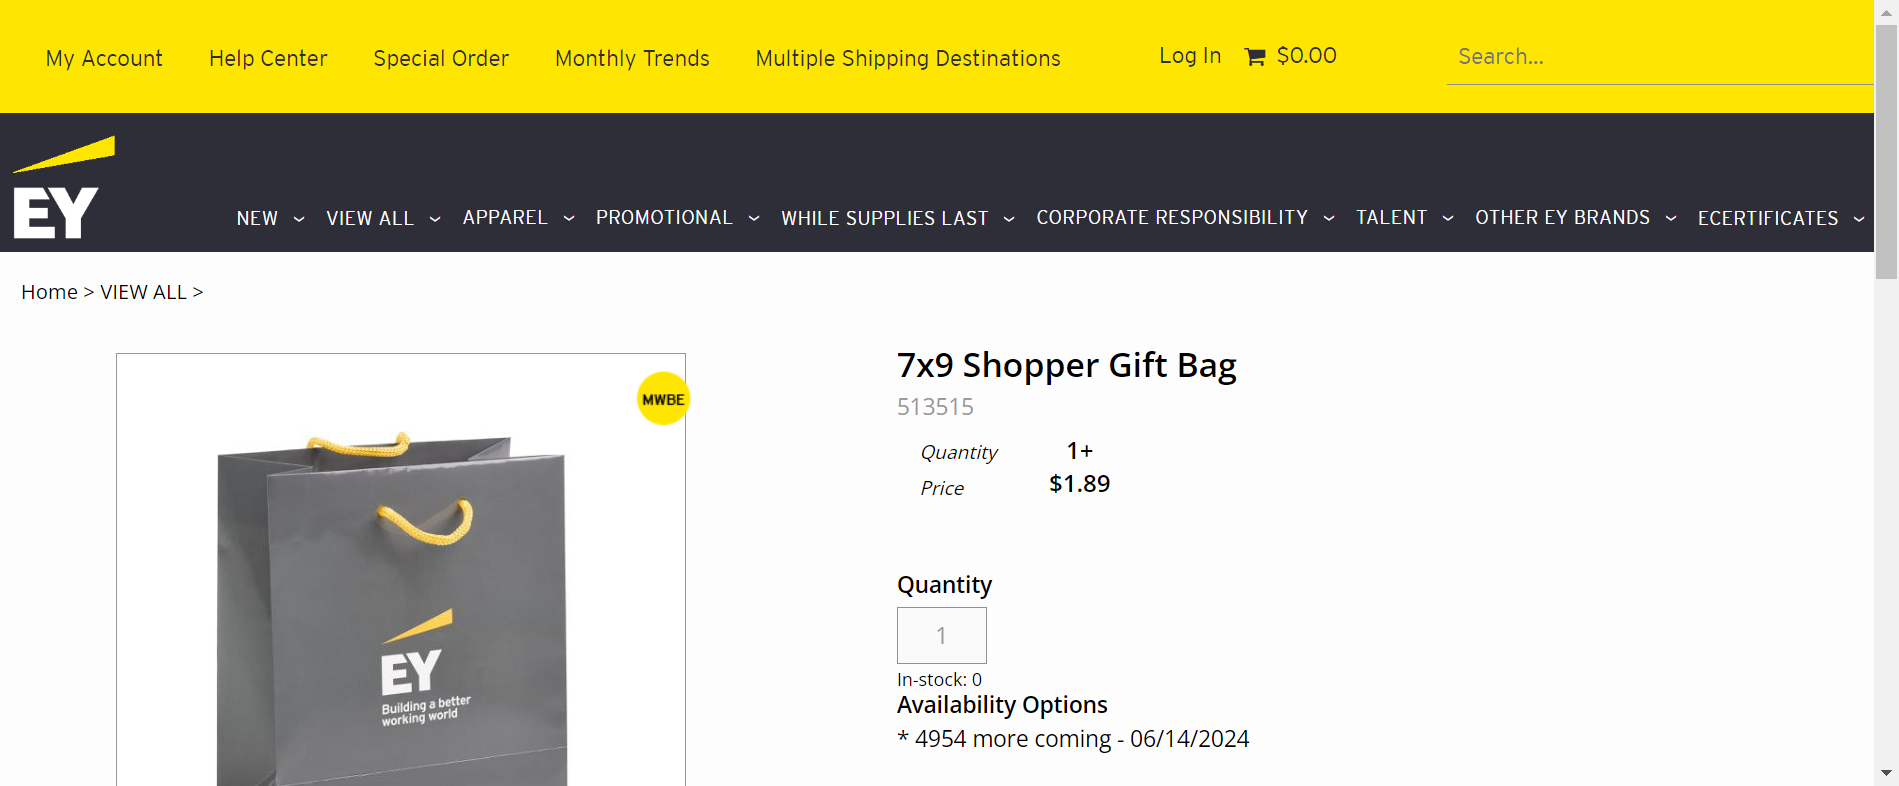 My Account Help Center Special Order Monthly Trends Multiple Shipping Destinations Log In $0.00 Search...
EY
NEW VIEW ALL APPAREL PROMOTIONAL WHILE SUPPLIES LAST CORPORATE RESPONSIBILITY TALENT OTHER EY BRANDS ECERTIFICATES
Home > VIEW ALL >
MWBE
EY
Building a better
working world
7x9 Shopper Gift Bag
513515
Quantity 1+
Price $1.89
Quantity
1
In-stock: 0
Availability Options
* 4954 more coming - 06/14/2024